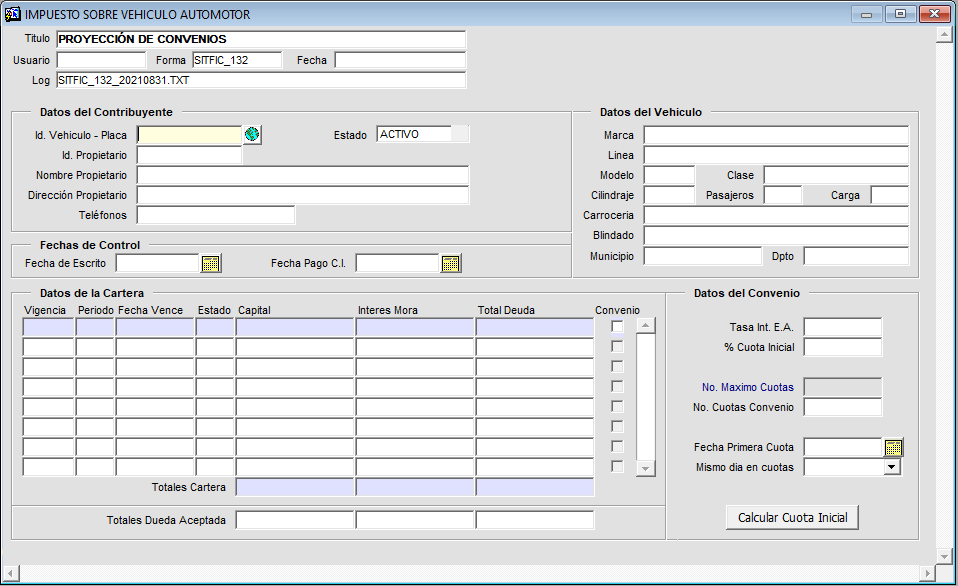 IMPUESTO SOBRE VEHICULO AUTOMOTOR
Titulo PROYECCIÓN DE CONVENIOS
Usuario Forma SITFIC_132 Fecha
Log SITFIC_132_20210831.TXT
Datos del Contribuyente
Id. Vehiculo - Placa Estado ACTIVO
Id. Propietario
Nombre Propietario
Dirección Propietario
Teléfonos
Datos del Vehiculo
Marca
Linea
Modelo Clase
Cilindraje Pasajeros Carga
Carroceria
Blindado
Municipio Dpto
Fechas de Control
Fecha de Escrito Fecha Pago C.I.
Datos de la Cartera
Vigencia Periodo Fecha Vence Estado Capital Interes Mora Total Deuda Convenio
Totales Cartera
Totales Dueda Aceptada
Datos del Convenio
Tasa Int. E.A.
% Cuota Inicial
No. Maximo Cuotas
No. Cuotas Convenio
Fecha Primera Cuota
Mismo dia en cuotas
Calcular Cuota Inicial